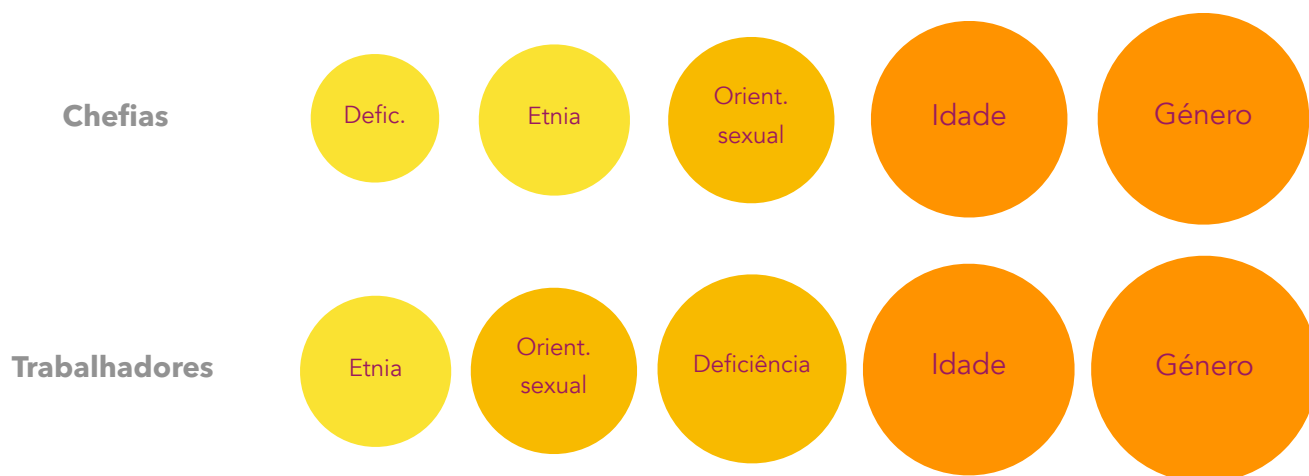 Chefias
Defic.
Etnia
Orient.
sexual
Idade
Género
Trabalhadores
Etnia
Orient.
sexual
Deficiência
Idade
Género